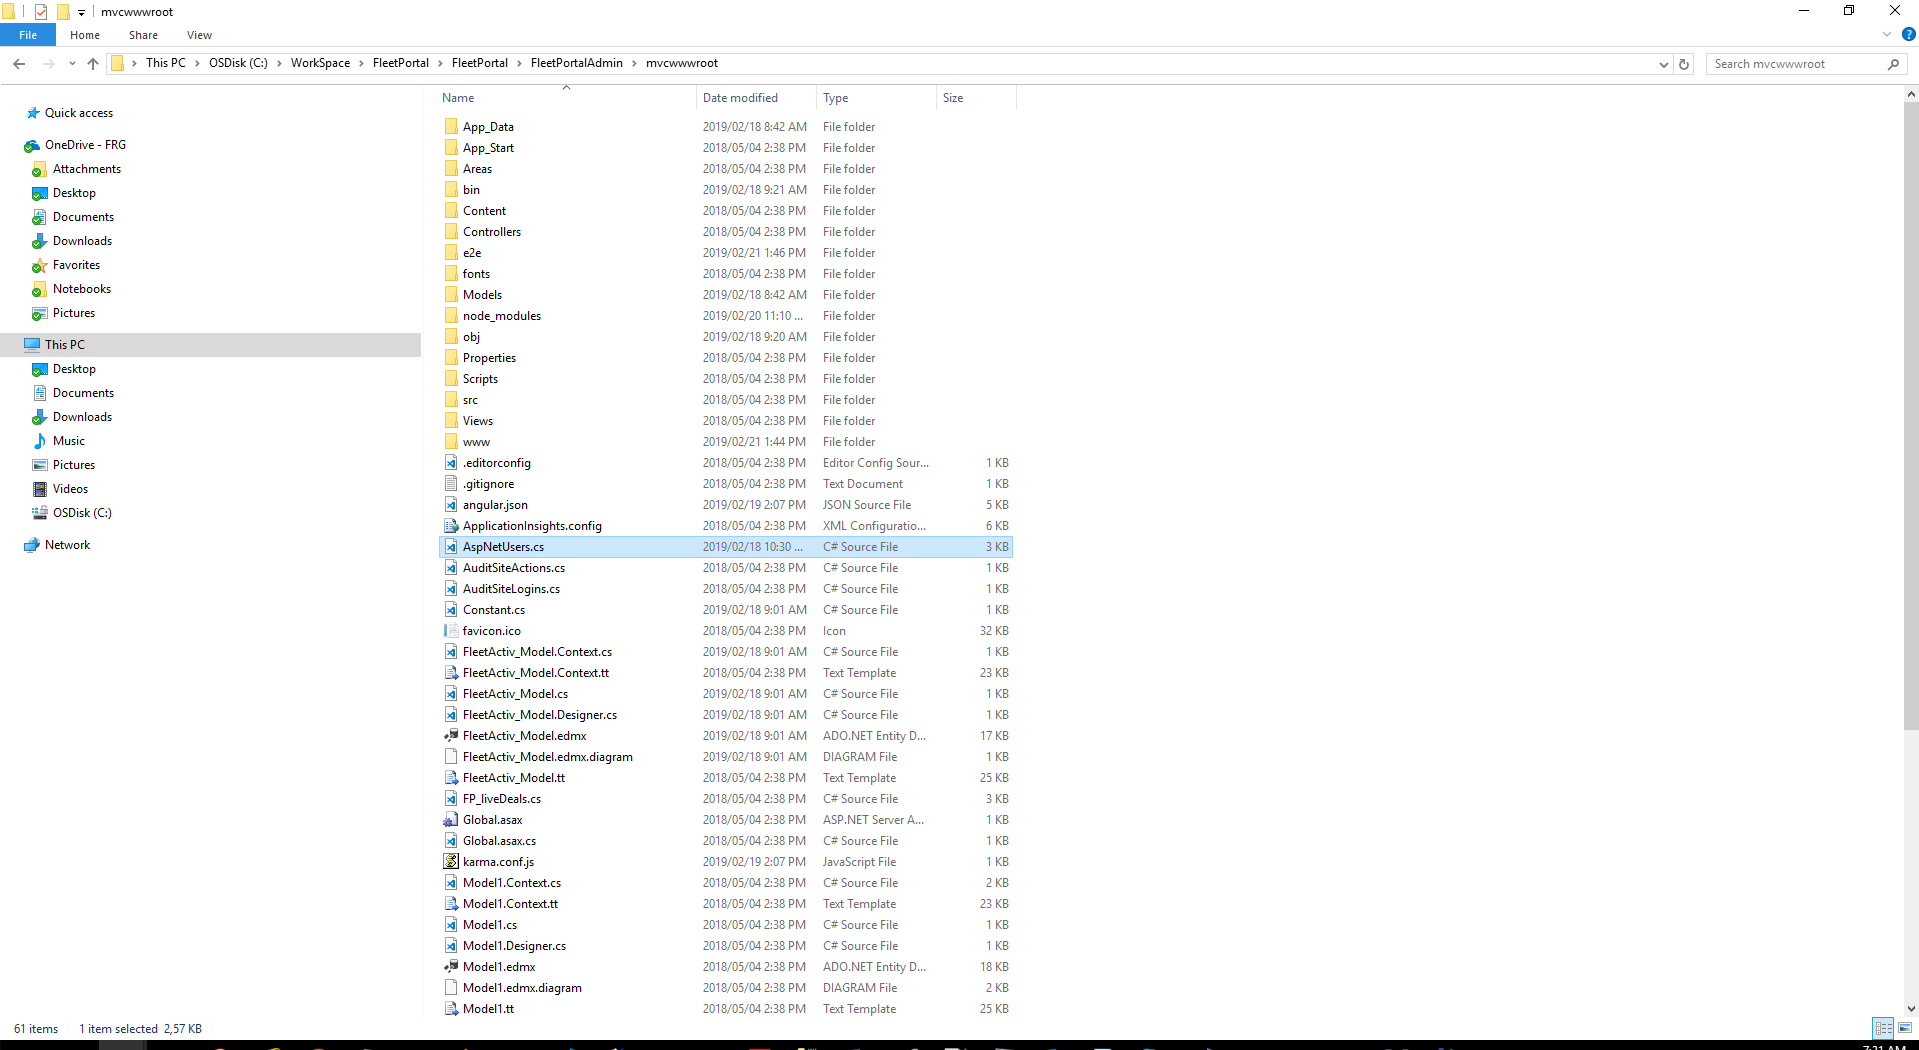 mvcwwwroot
File Home Share View
This PC OSDisk (C:) WorkSpace FleetPortal FleetPortal FleetPortalAdmin mvcwwwroot
Search mvcwwwroot
Quick access
OneDrive - FRG
Attachments
Desktop
Documents
Downloads
Favorites
Notebooks
Pictures
This PC
Desktop
Documents
Downloads
Music
Pictures
Videos
OSDisk (C:)
Network
Name Date modified Type Size
App_Data 2019/02/18 8:42 AM File folder
App_Start 2018/05/04 2:38 PM File folder
Areas 2018/05/04 2:38 PM File folder
bin 2019/02/18 9:21 AM File folder
Content 2018/05/04 2:38 PM File folder
Controllers 2018/05/04 2:38 PM File folder
e2e 2019/02/21 1:46 PM File folder
fonts 2018/05/04 2:38 PM File folder
Models 2019/02/18 8:42 AM File folder
node_modules 2019/02/20 11:10 ... File folder
obj 2019/02/18 9:20 AM File folder
Properties 2018/05/04 2:38 PM File folder
Scripts 2018/05/04 2:38 PM File folder
src 2018/05/04 2:38 PM File folder
Views 2018/05/04 2:38 PM File folder
www 2019/02/21 1:44 PM File folder
.editorconfig 2018/05/04 2:38 PM Editor Config Sour... 1 KB
.gitignore 2018/05/04 2:38 PM Text Document 1 KB
angular.json 2019/02/19 2:07 PM JSON Source File 5 KB
ApplicationInsights.config 2018/05/04 2:38 PM XML Configuratio... 6 KB
AspNetUsers.cs 2019/02/18 10:30 ... C# Source File 3 KB
AuditSiteActions.cs 2018/05/04 2:38 PM C# Source File 1 KB
AuditSiteLogins.cs 2018/05/04 2:38 PM C# Source File 1 KB
Constant.cs 2019/02/18 9:01 AM C# Source File 1 KB
favicon.ico 2018/05/04 2:38 PM Icon 32 KB
FleetActiv_Model.Context.cs 2019/02/18 9:01 AM C# Source File 1 KB
FleetActiv_Model.Context.tt 2018/05/04 2:38 PM Text Template 23 KB
FleetActiv_Model.cs 2019/02/18 9:01 AM C# Source File 1 KB
FleetActiv_Model.Designer.cs 2019/02/18 9:01 AM C# Source File 1 KB
FleetActiv_Model.edmx 2019/02/18 9:01 AM ADO.NET Entity D... 17 KB
FleetActiv_Model.edmx.diagram 2019/02/18 9:01 AM DIAGRAM File 1 KB
FleetActiv_Model.tt 2018/05/04 2:38 PM Text Template 25 KB
FP_liveDeals.cs 2018/05/04 2:38 PM C# Source File 3 KB
Global.asax 2018/05/04 2:38 PM ASP.NET Server A... 1 KB
Global.asax.cs 2018/05/04 2:38 PM C# Source File 1 KB
karma.conf.js 2019/02/19 2:07 PM JavaScript File 1 KB
Model1.Context.cs 2018/05/04 2:38 PM C# Source File 2 KB
Model1.Context.tt 2018/05/04 2:38 PM Text Template 23 KB
Model1.cs 2018/05/04 2:38 PM C# Source File 1 KB
Model1.Designer.cs 2018/05/04 2:38 PM C# Source File 1 KB
Model1.edmx 2018/05/04 2:38 PM ADO.NET Entity D... 18 KB
Model1.edmx.diagram 2018/05/04 2:38 PM DIAGRAM File 2 KB
Model1.tt 2018/05/04 2:38 PM Text Template 25 KB
61 items 1 item selected 2,57 KB